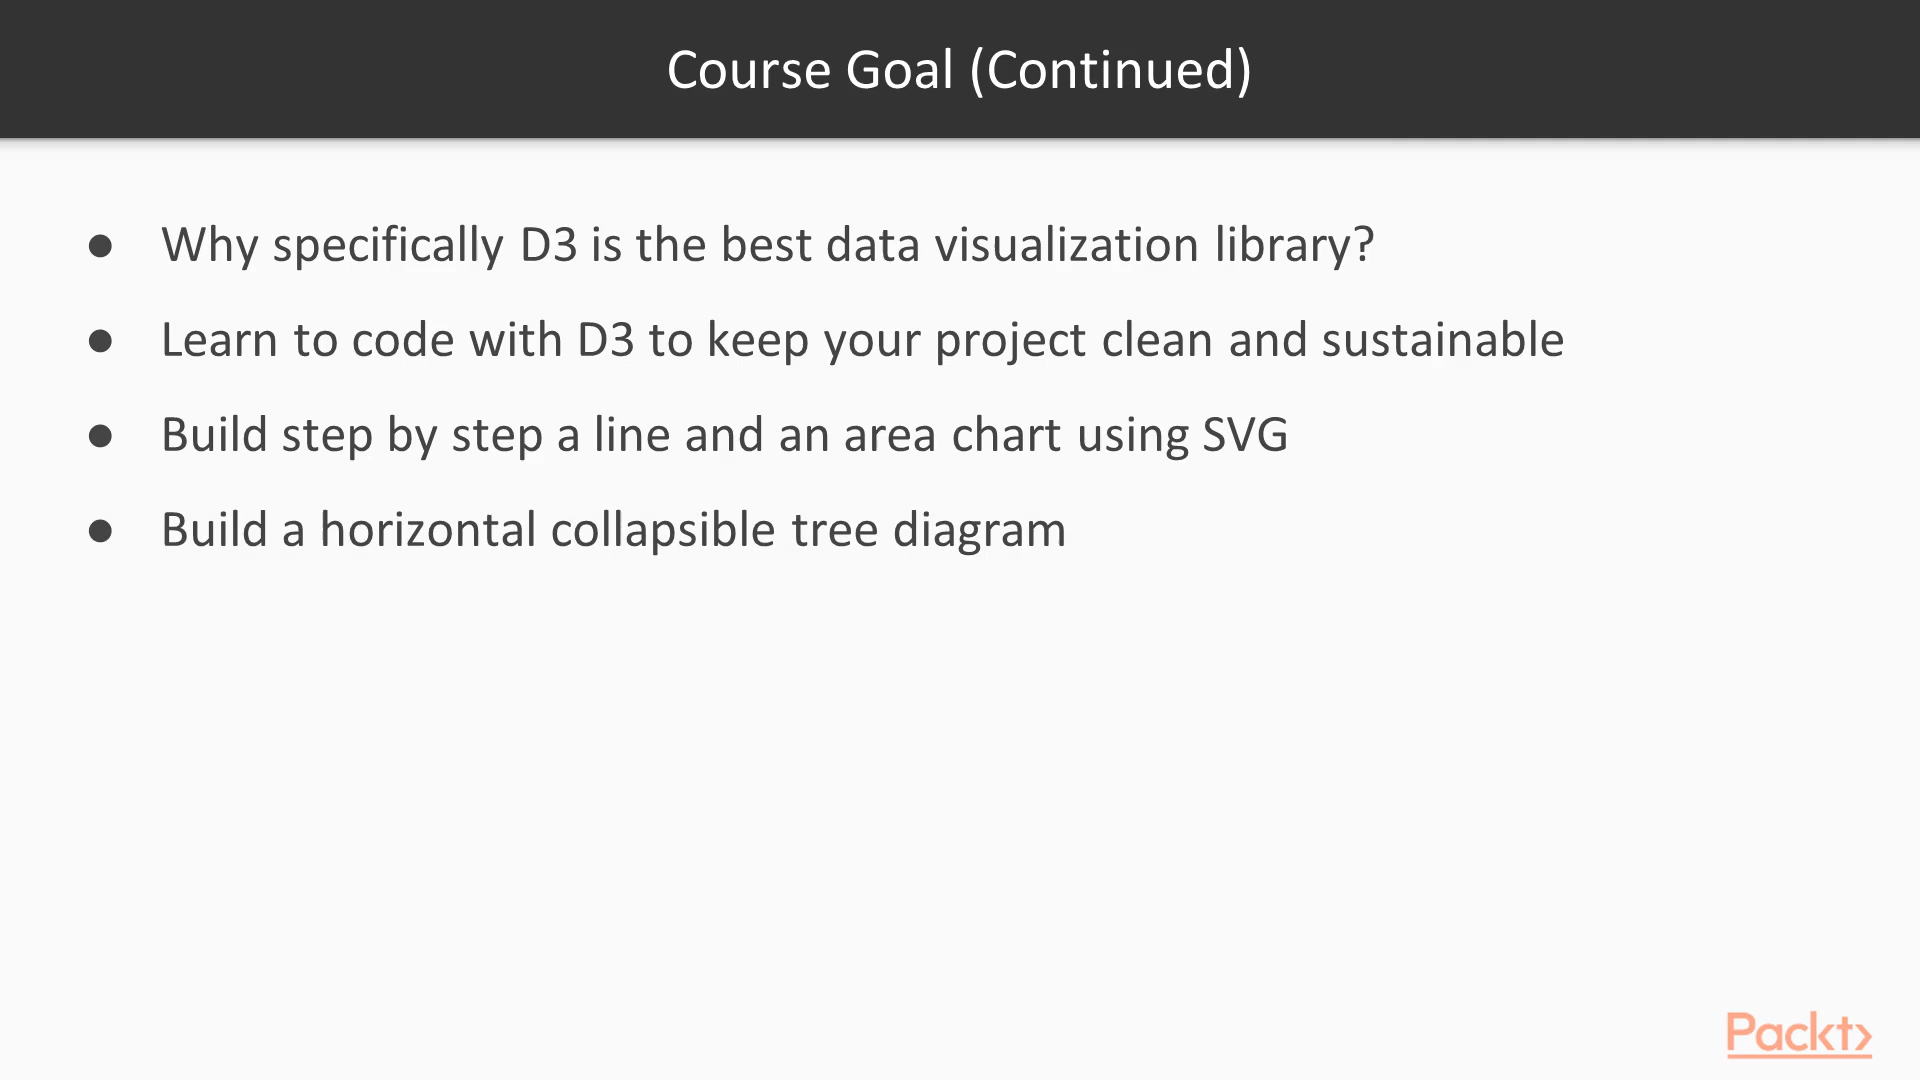 Course Goal (Continued)
● Why specifically D3 is the best data visualization library?
● Learn to code with D3 to keep your project clean and sustainable
● Build step by step a line and an area chart using SVG
● Build a horizontal collapsible tree diagram
Packt>